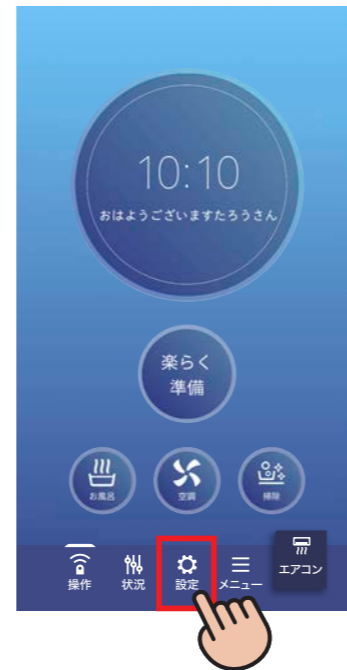 10:10
おはようございますたろうさん
楽らく
準備
お風呂
空調
掃除
操作
状況
設定
メニュー
エアコン